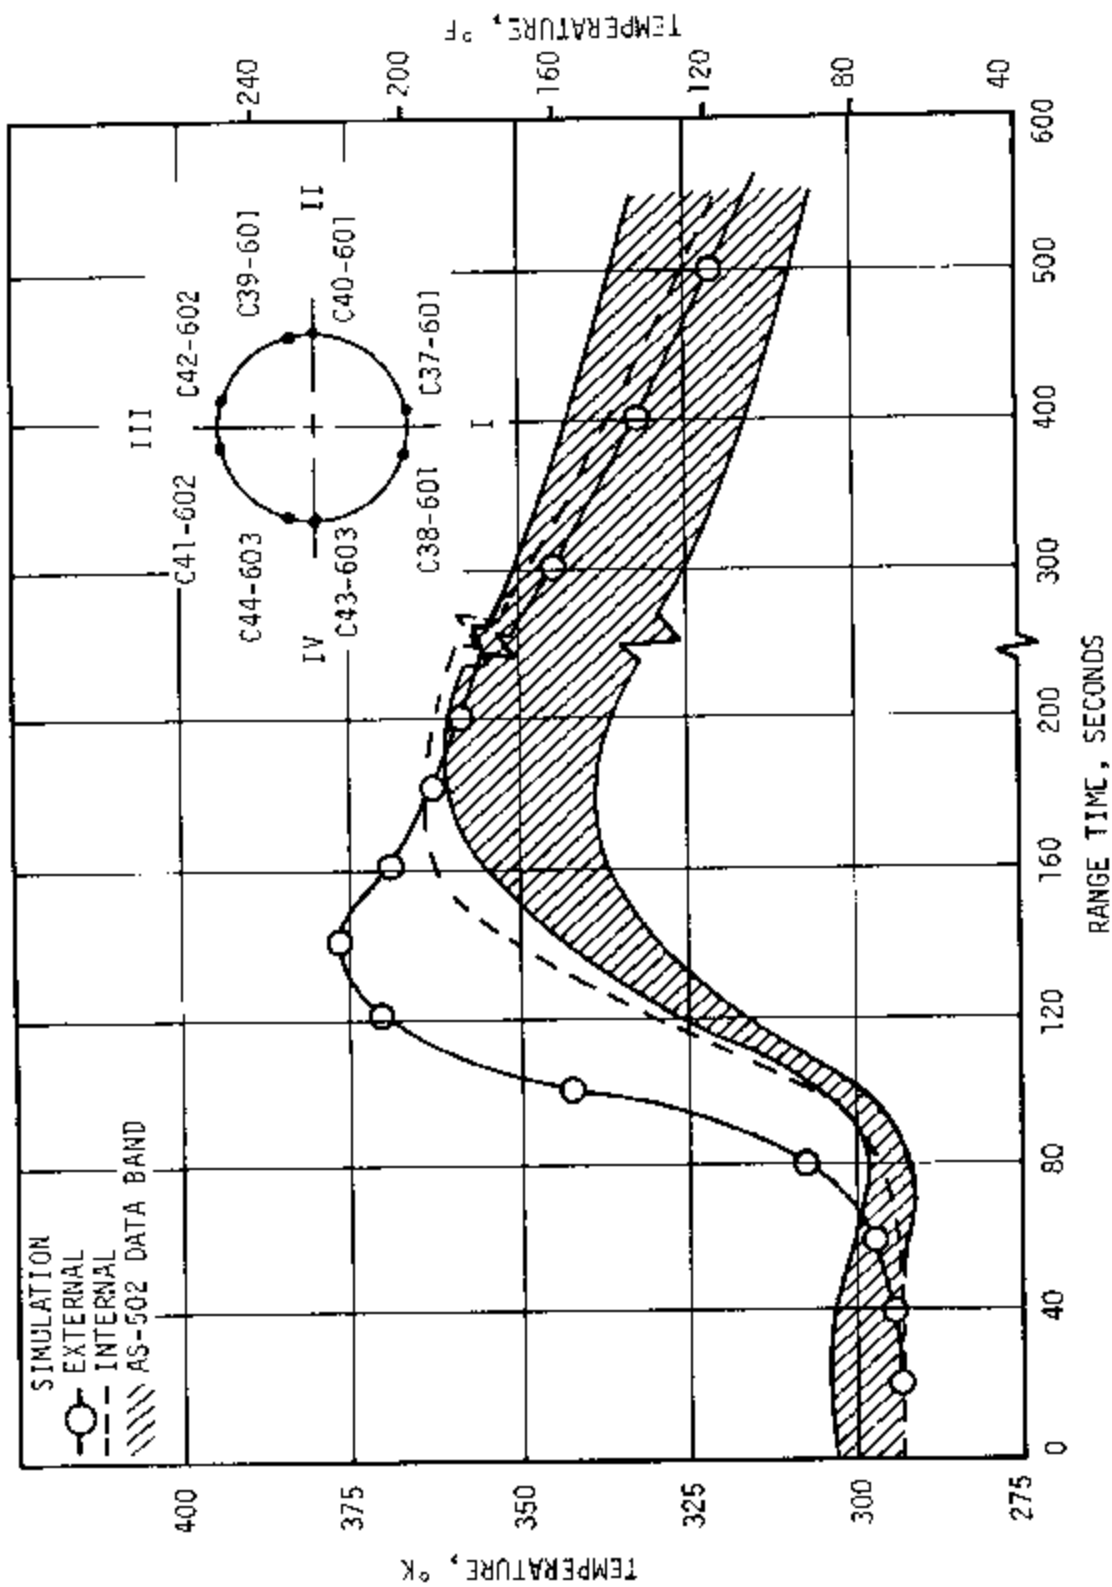 SIMULATION
EXTERNAL
INTERNAL
AS-502 DATA BAND
III
C41-602
C42-602
C44-603
C39-601
IV
II
C43-603
C40-601
C38-601
C37-601
I
TEMPERATURE, °K
400
375
350
325
300
275
TEMPERATURE, °F
240
200
160
120
80
40
0
40
80
120
160
200
300
400
500
600
RANGE TIME, SECONDS